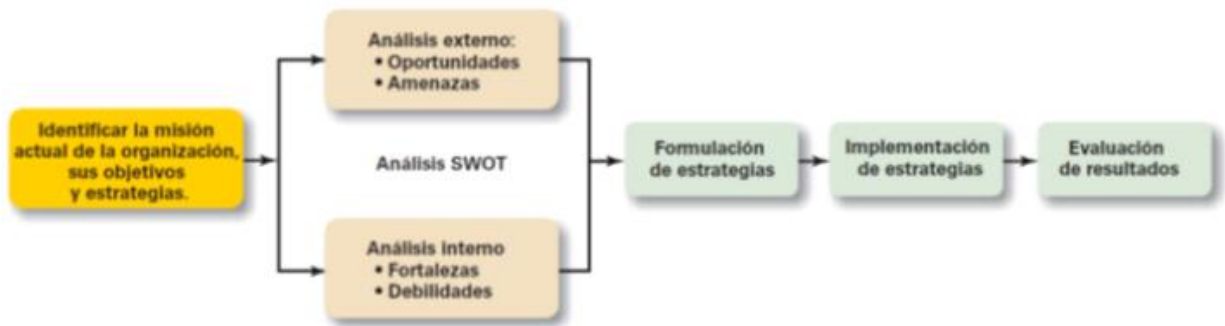 Identificar la misión
actual de la organización,
sus objetivos
y estrategias.
Análisis externo:
• Oportunidades
• Amenazas
Análisis SWOT
Análisis interno
• Fortalezas
• Debilidades
Formulación
de estrategias
Implementación
de estrategias
Evaluación
de resultados